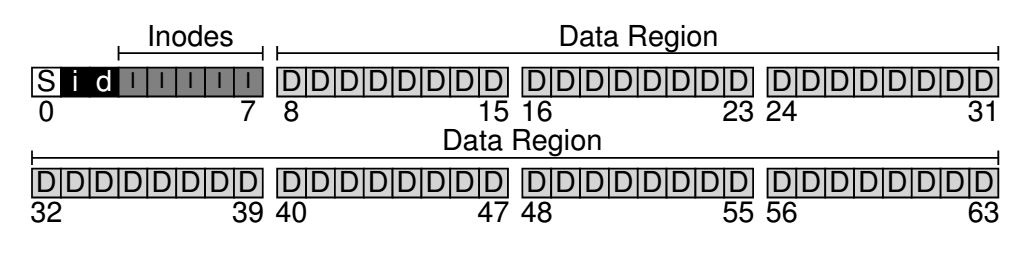 Inodes Data Region
S i d I I I I I D D D D D D D D D D D D D D D D D D D D D D D D
0 7 8 15 16 23 24 31
Data Region
D D D D D D D D D D D D D D D D D D D D D D D D D D D D D D D D
32 39 40 47 48 55 56 63